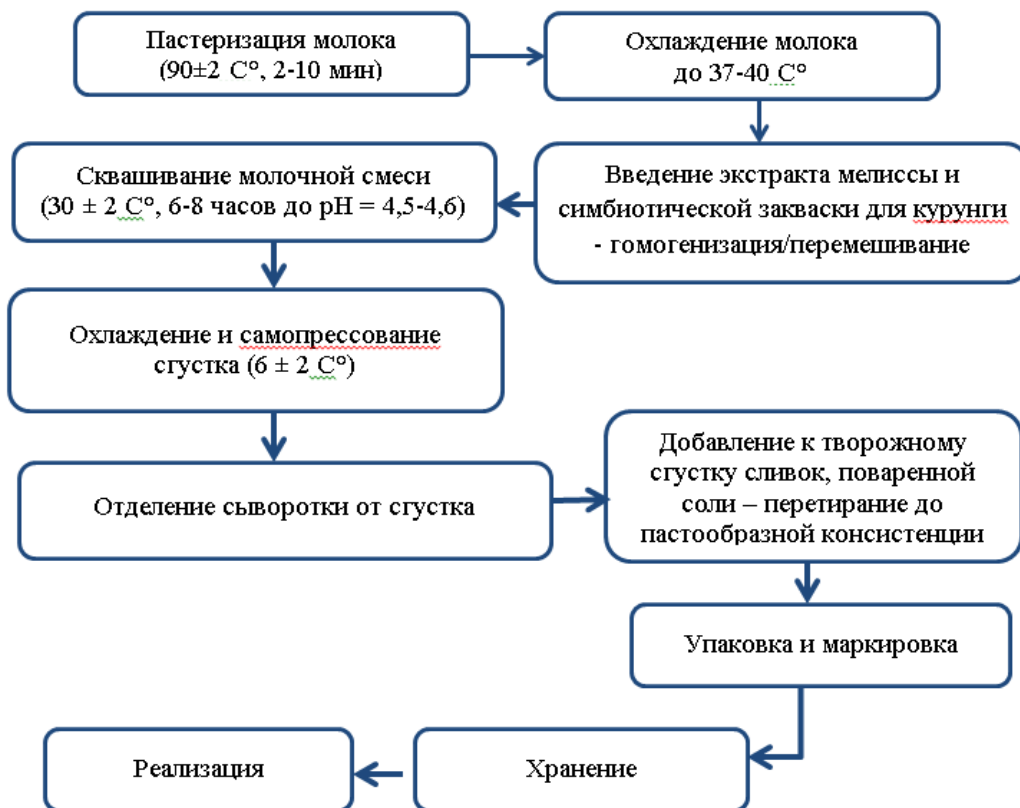 Пастеризация молока
(90±2 С°, 2-10 мин)
Охлаждение молока
до 37-40 С°
Введение экстракта мелиссы и
симбиотической закваски для курунги
- гомогенизация/перемешивание
Сквашивание молочной смеси
(30 ± 2 С°, 6-8 часов до рН = 4,5-4,6)
Охлаждение и самопрессование
сгустка (6 ± 2 С°)
Отделение сыворотки от сгустка
Добавление к творожному
сгустку сливок, поваренной
соли – перетирание до
пастообразной консистенции
Упаковка и маркировка
Хранение
Реализация